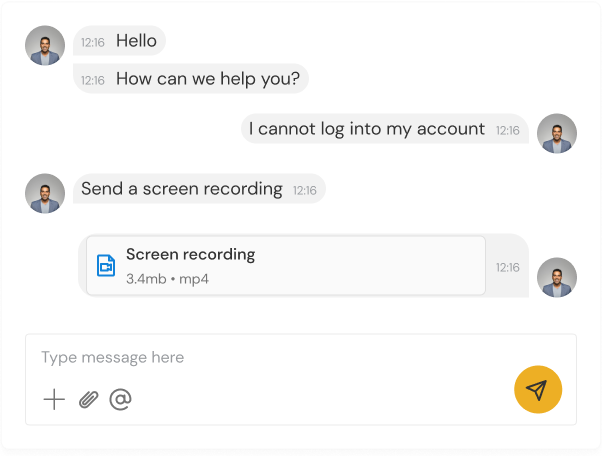 12:16 Hello
12:16 How can we help you?
I cannot log into my account 12:16
Send a screen recording 12:16
Screen recording
3.4mb • mp4
12:16
Type message here